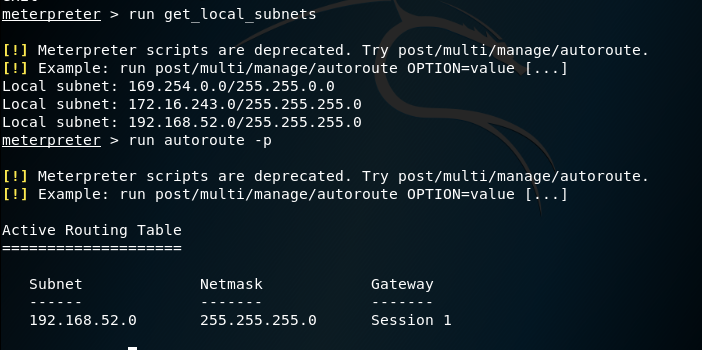 meterpreter > run get_local_subnets
[!] Meterpreter scripts are deprecated. Try post/multi/manage/autoroute.
[!] Example: run post/multi/manage/autoroute OPTION=value [...]
Local subnet: 169.254.0.0/255.255.0.0
Local subnet: 172.16.243.0/255.255.255.0
Local subnet: 192.168.52.0/255.255.255.0
meterpreter > run autoroute -p
[!] Meterpreter scripts are deprecated. Try post/multi/manage/autoroute.
[!] Example: run post/multi/manage/autoroute OPTION=value [...]
Active Routing Table
====================
Subnet Netmask Gateway
------ ------- -------
192.168.52.0 255.255.255.0 Session 1